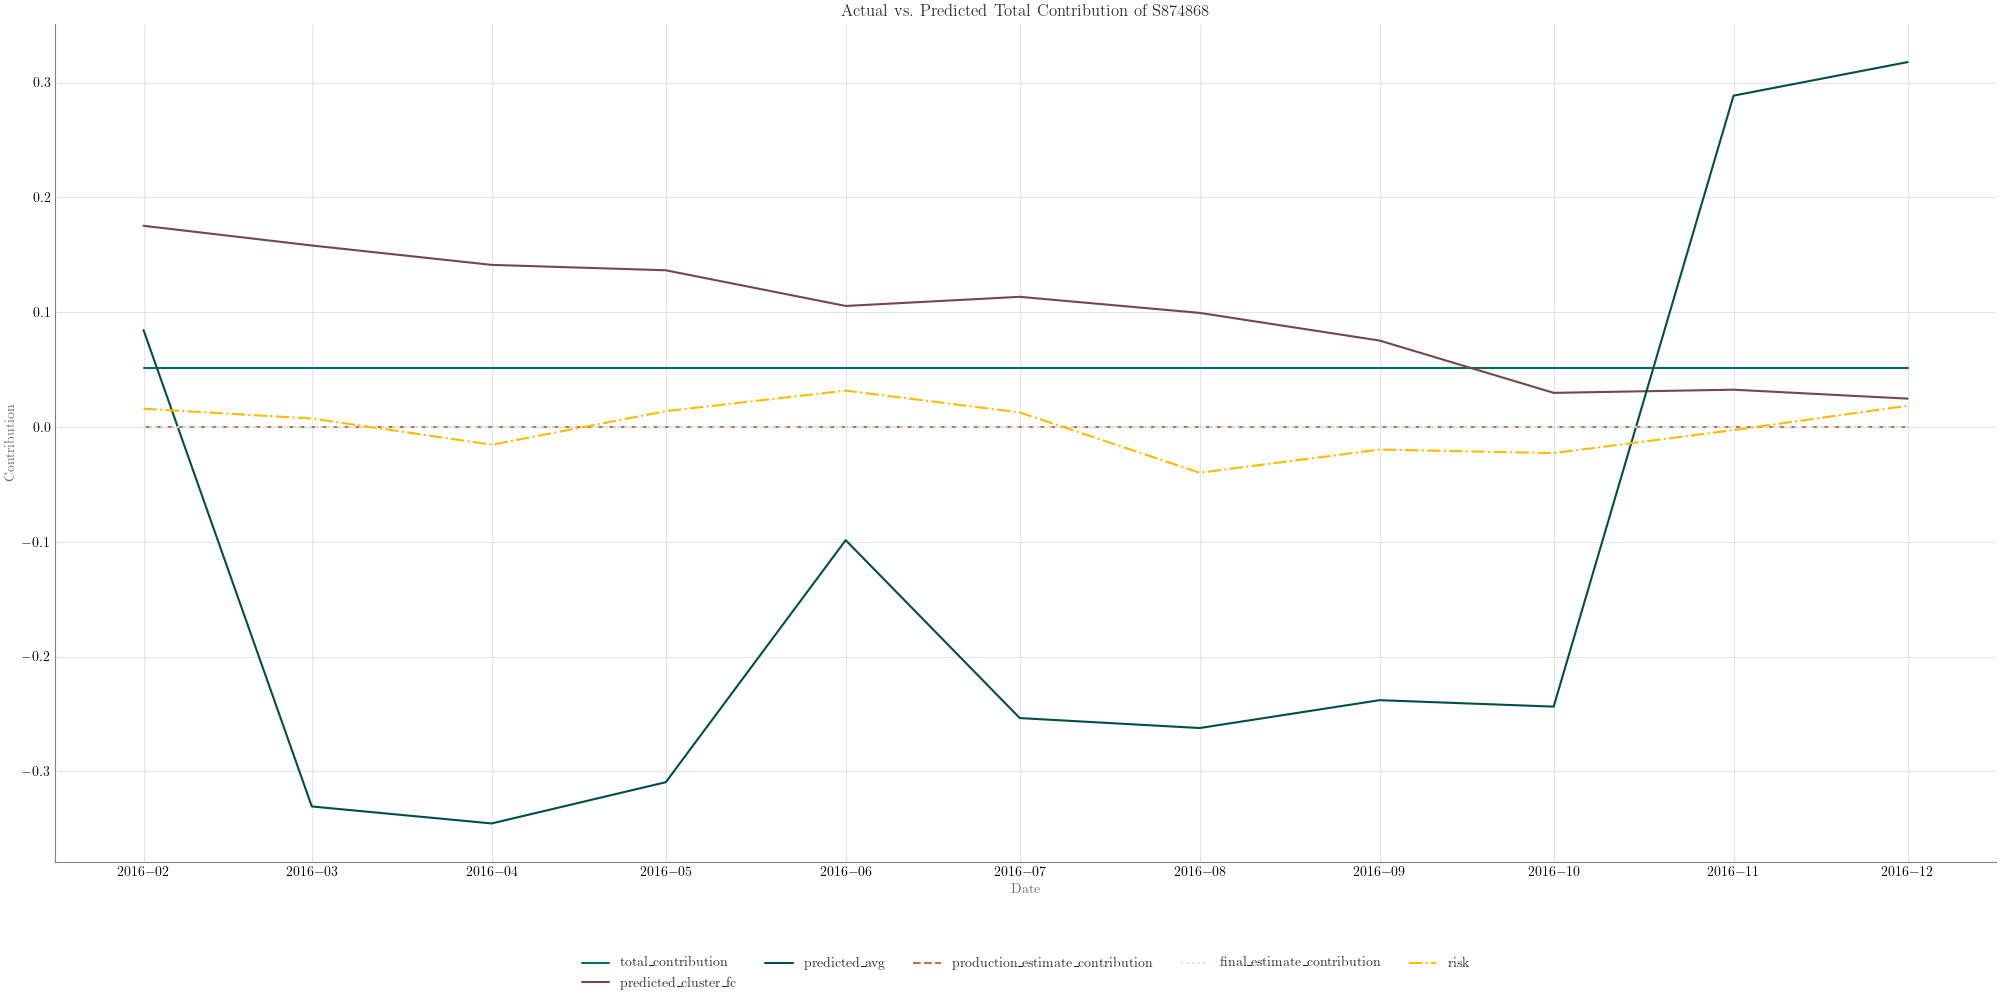 Actual vs. Predicted Total Contribution of S874868
0.3
0.2
0.1
0.0
−0.1
−0.2
−0.3
Contribution
2016−02 2016−03 2016−04 2016−05 2016−06 2016−07 2016−08 2016−09 2016−10 2016−11 2016−12
Date
total_contribution predicted_avg production_estimate_contribution final_estimate_contribution risk
predicted_cluster_fc